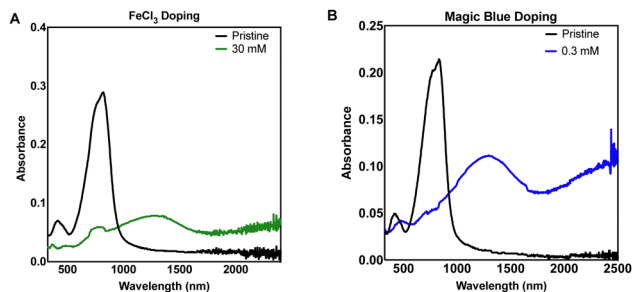 A
FeCl3 Doping
Pristine
30 mM
Absorbance
0.4
0.3
0.2
0.1
0.0
500 1000 1500 2000
Wavelength (nm)
B
Magic Blue Doping
Pristine
0.3 mM
Absorbance
0.25
0.20
0.15
0.10
0.05
0.00
500 1000 1500 2000 2500
Wavelength (nm)